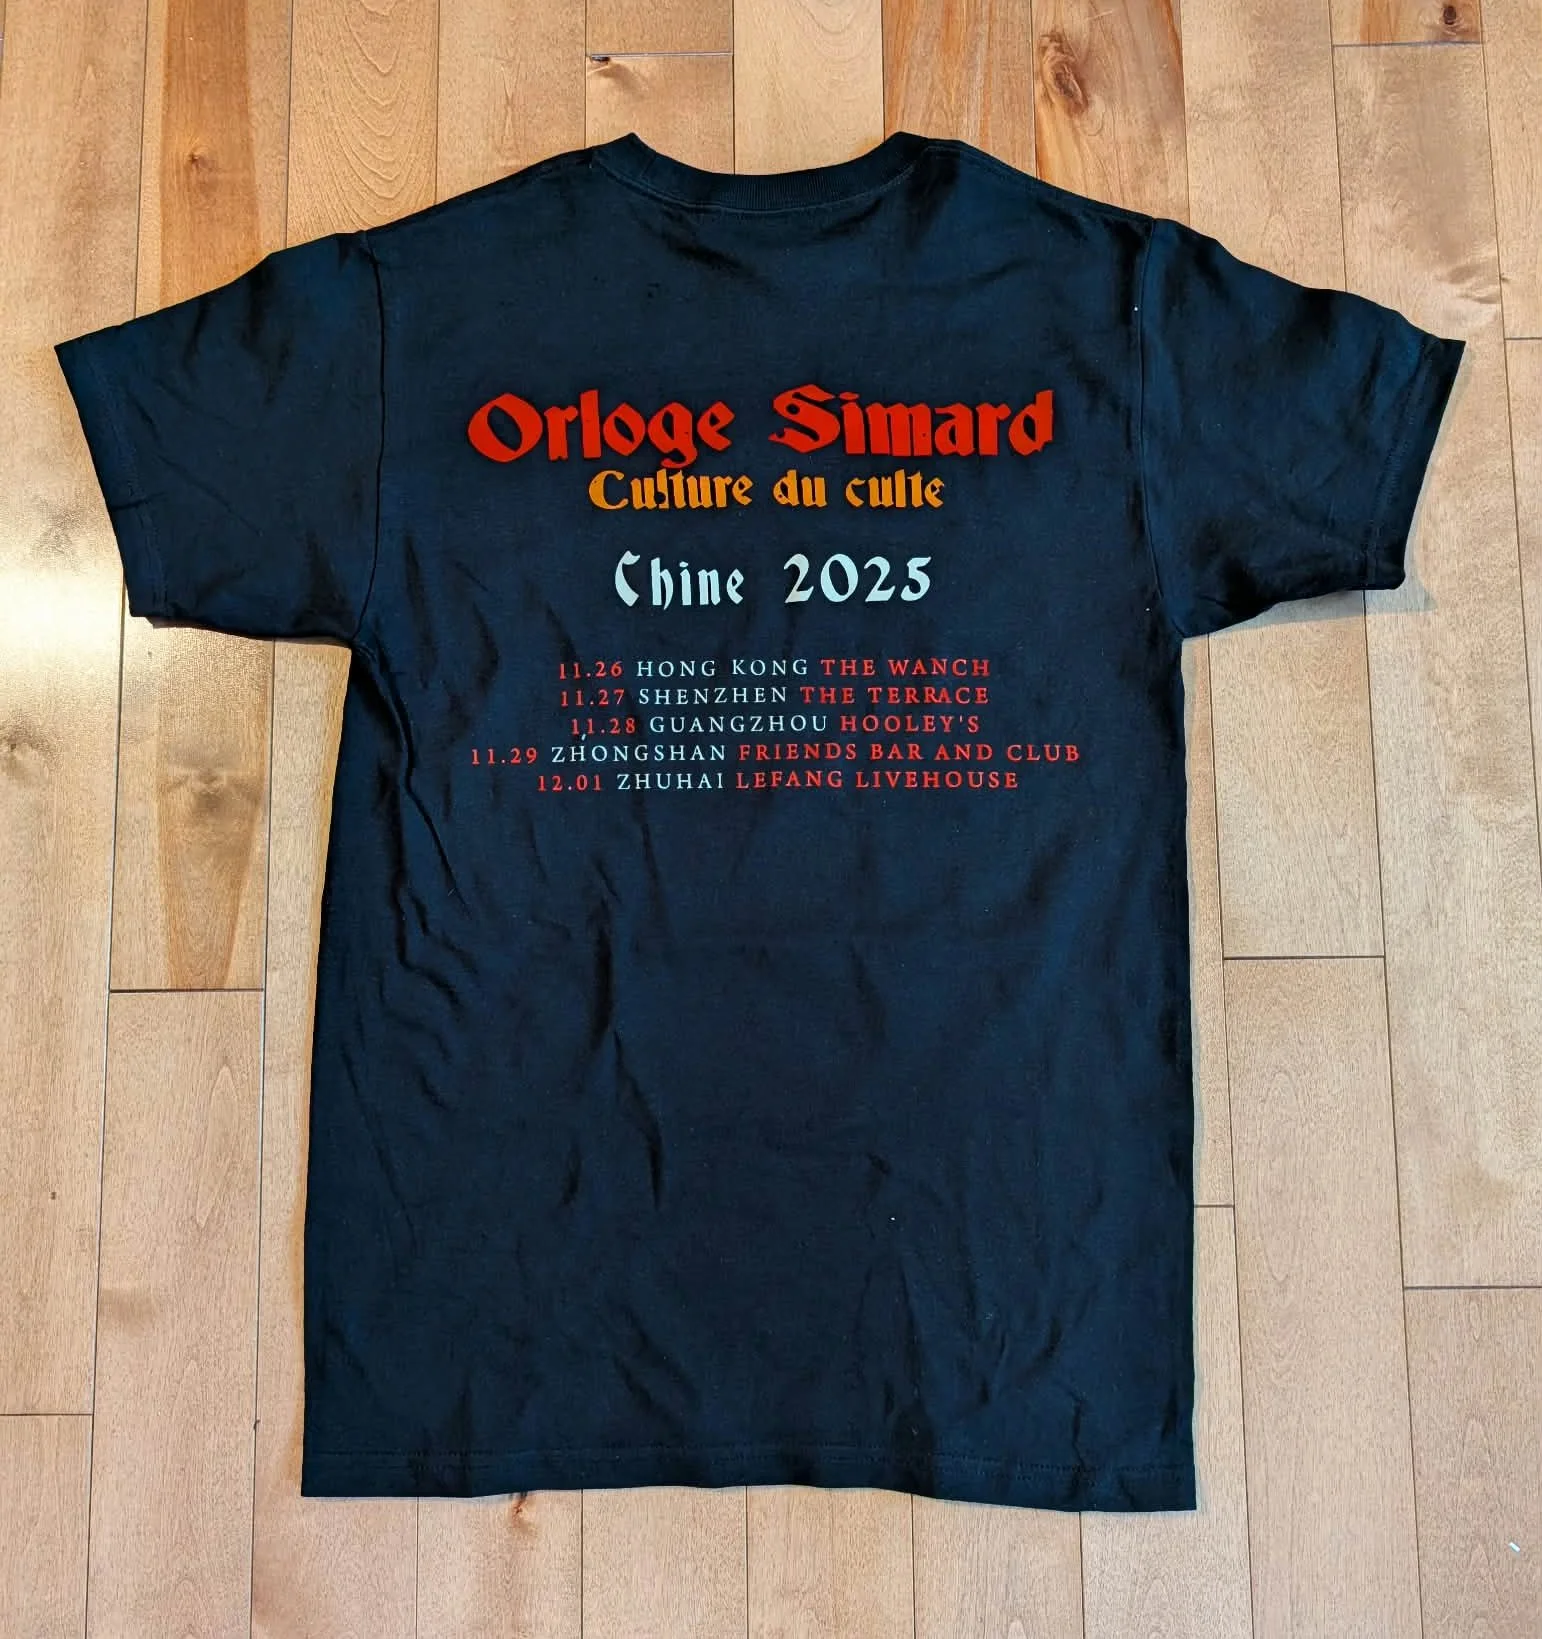 Orloge Simard
Culture du culte
Chine 2025
11.26 HONG KONG THE WANCH
11.27 SHENZHEN THE TERRACE
11.28 GUANGZHOU HOOLEY'S
11.29 ZHONGSHAN FRIENDS BAR AND CLUB
12.01 ZHUHAI LEFANG LIVEHOUSE